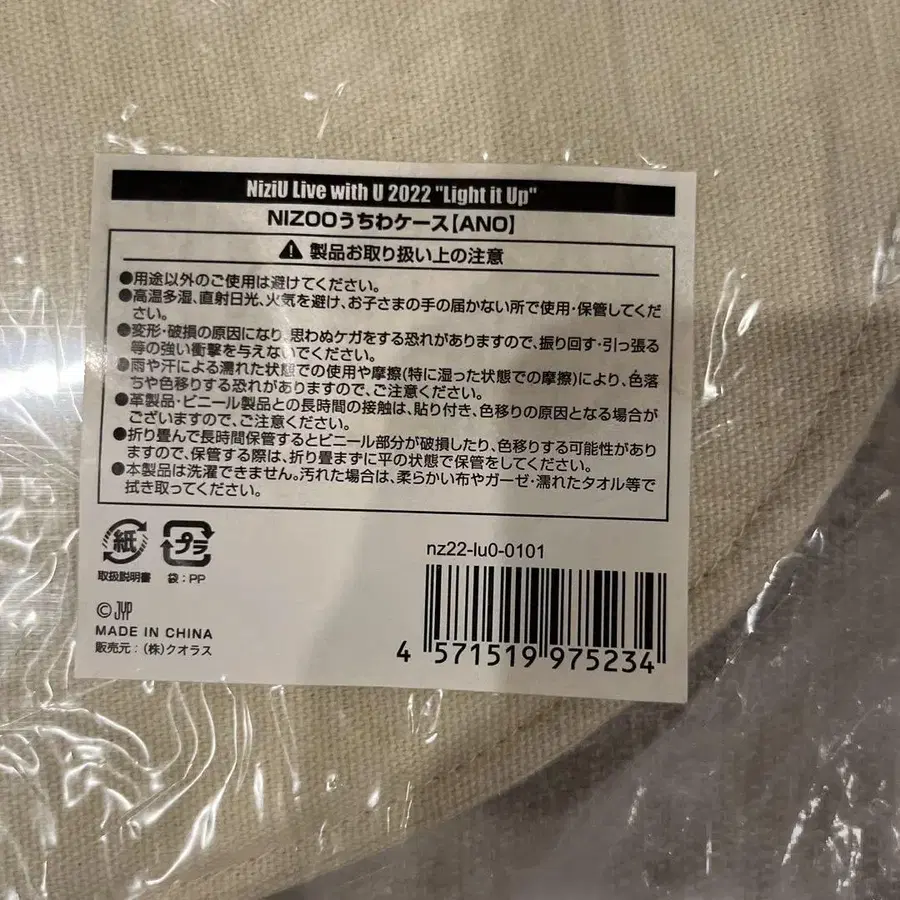 NiziU Live with U 2022 "Light it Up"
NIZOOうちわケース【ANO】
製品お取り扱い上の注意
●用途以外のご使用は避けてください。
●高温多湿、直射日光、火気を避け、お子さまの手の届かない所で使用・保管してくだ
さい。
●変形・破損の原因になり、思わぬケガをする恐れがありますので、振り回す・引っ張る
等の強い衝撃を与えないでください。
●雨や汗による濡れた状態での使用や摩擦(特に湿った状態での摩擦)により、色落
ちや色移りする恐れがありますので、ご注意ください。
●革製品・ビニール製品との長時間の接触は、貼り付き、色移りの原因となる場合が
ございますので、ご注意ください。
●折り畳んで長時間保管するとビニール部分が破損したり、色移りする可能性があり
ますので、保管する際は、折り畳まずに平の状態で保管をしてください。
●本製品は洗濯できません。汚れた場合は、柔らかい布やガーゼ・濡れたタオル等で
拭き取ってください。
紙
プラ
取扱説明書 袋：PP
nz22-lu0-0101
©JYP
MADE IN CHINA
販売元：(株)クオラス
4 571519 975234